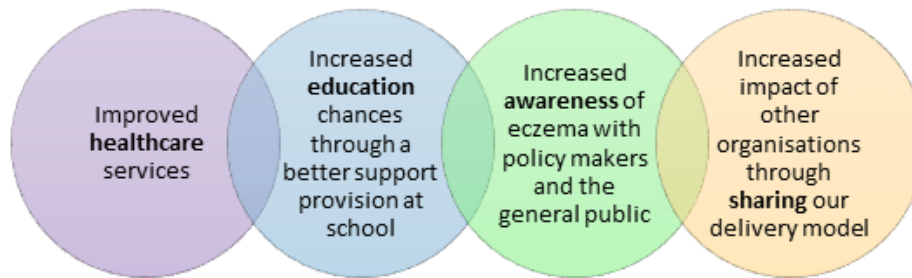 Improved
healthcare
services
Increased
education
chances
through a
better support
provision at
school
Increased
awareness of
eczema with
policy makers
and the
general public
Increased
impact of
other
organisations
through
sharing our
delivery model